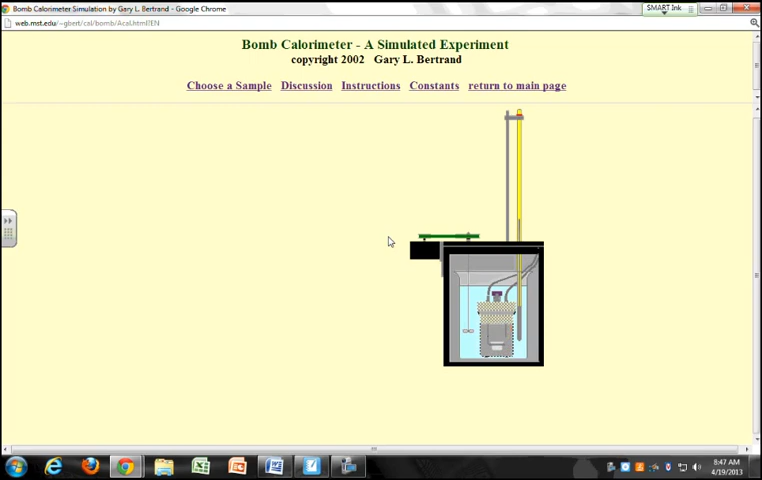 Bomb Calorimeter Simulation by Gary L. Bertrand - Google Chrome
SMART Ink
web.mst.edu/~gbert/cal/bomb/Acal.html?EN
Bomb Calorimeter - A Simulated Experiment
copyright 2002 Gary L. Bertrand
Choose a Sample Discussion Instructions Constants return to main page
8:47 AM
4/19/2013